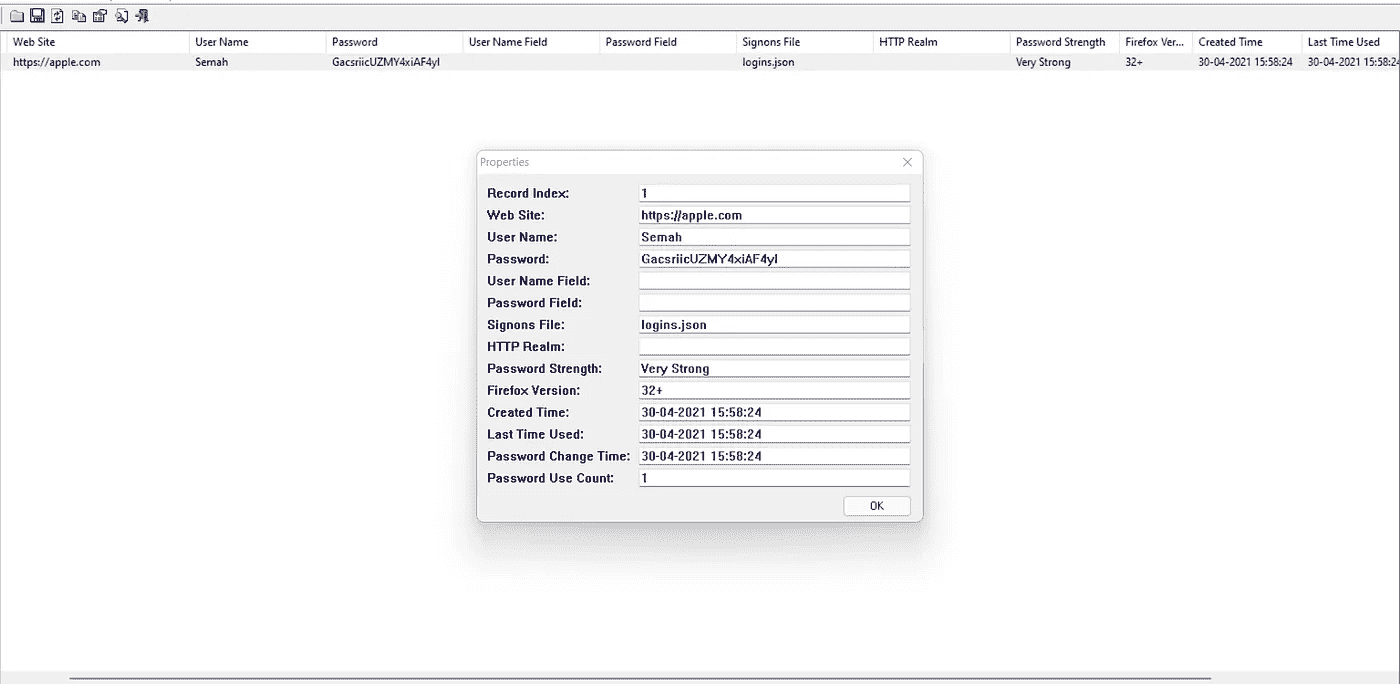 Web Site User Name Password User Name Field Password Field Signons File HTTP Realm Password Strength Firefox Ver... Created Time Last Time Used
https://apple.com Semah GacsriicUZMY4xiAF4yI logins.json Very Strong 32+ 30-04-2021 15:58:24 30-04-2021 15:58:24
Properties
Record Index: 1
Web Site: https://apple.com
User Name: Semah
Password: GacsriicUZMY4xiAF4yI
User Name Field:
Password Field:
Signons File: logins.json
HTTP Realm:
Password Strength: Very Strong
Firefox Version: 32+
Created Time: 30-04-2021 15:58:24
Last Time Used: 30-04-2021 15:58:24
Password Change Time: 30-04-2021 15:58:24
Password Use Count: 1
OK